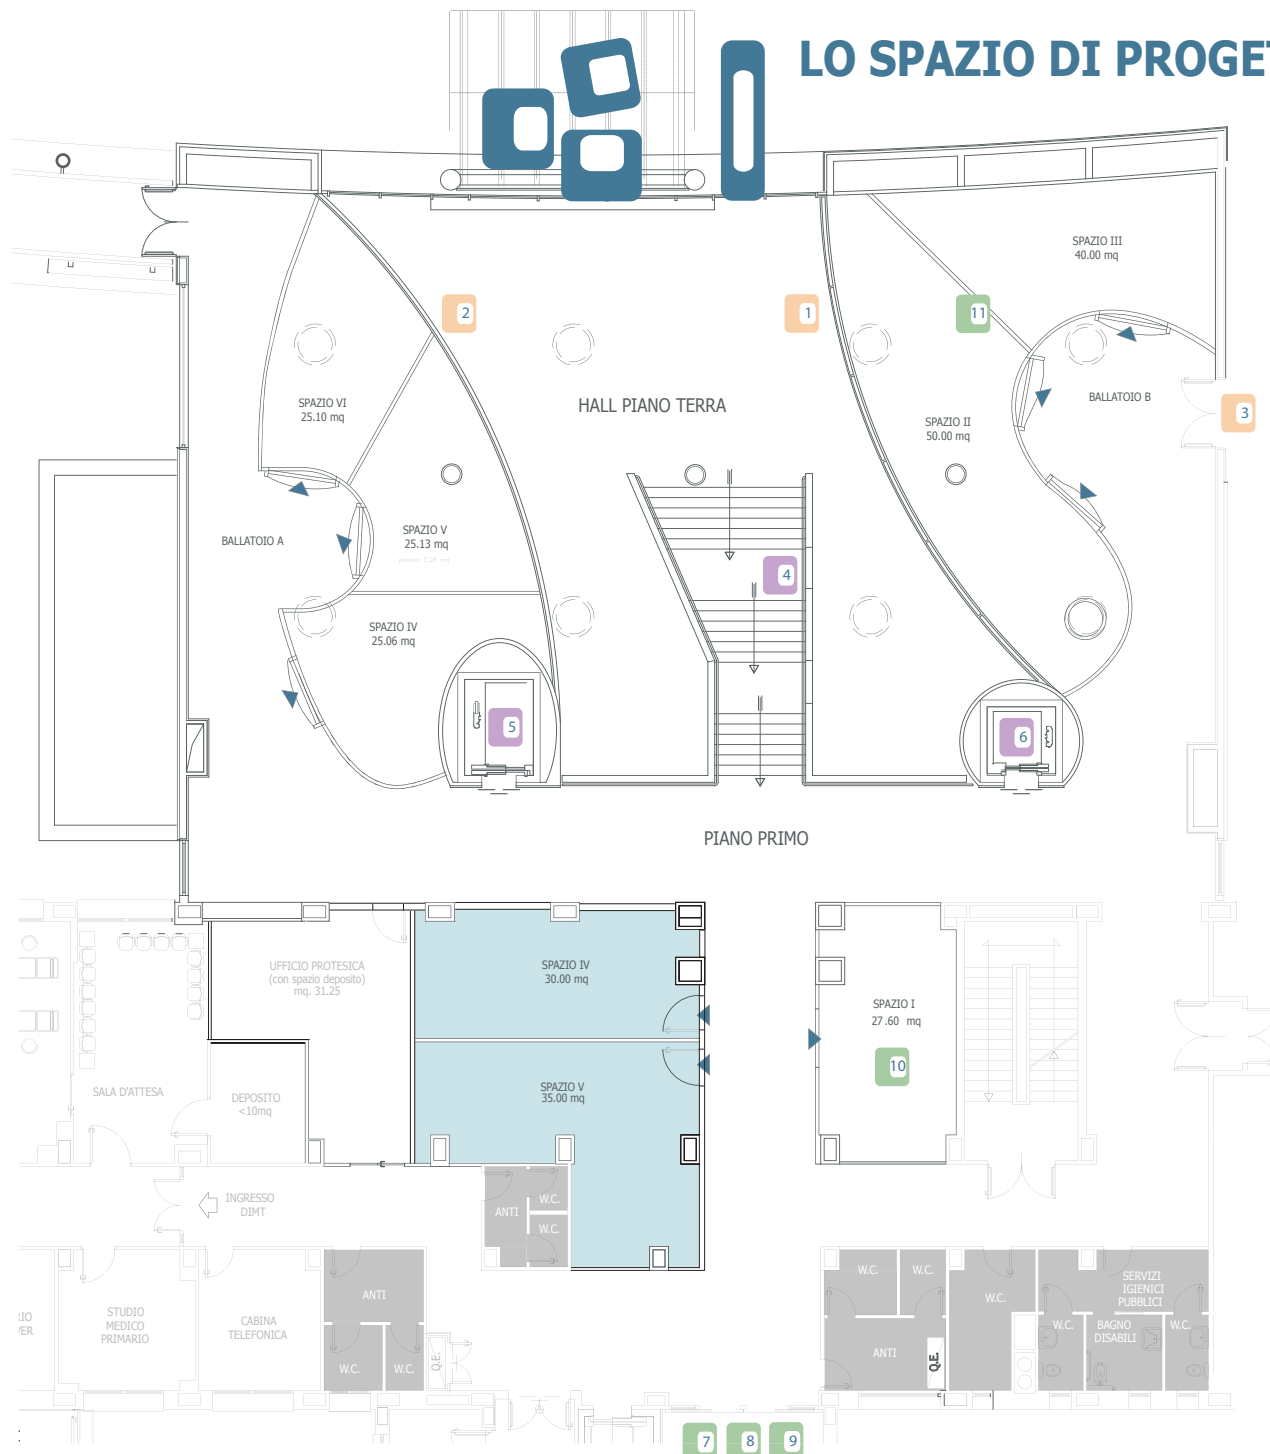 LO SPAZIO DI PROGE
SPAZIO III
40.00 mq
2
1
11
SPAZIO VI
25.10 mq
HALL PIANO TERRA
BALLATOIO B
3
SPAZIO II
50.00 mq
BALLATOIO A
SPAZIO V
25.13 mq
4
SPAZIO IV
25.06 mq
5
6
PIANO PRIMO
UFFICIO PROTESICA
(con spazio deposito)
mq. 31.25
SPAZIO IV
30.00 mq
SPAZIO I
27.60 mq
10
SALA D'ATTESA
DEPOSITO
<10mq
SPAZIO V
35.00 mq
INGRESSO
DIMT
ANTI
W.C.
W.C.
STUDIO
MEDICO
PRIMARIO
CABINA
TELEFONICA
ANTI
W.C.
W.C.
Q.E.
W.C.
W.C.
ANTI
Q.E.
W.C.
SERVIZI
IGIENICI
PUBBLICI
W.C.
BAGNO
DISABILI
W.C.
7
8
9